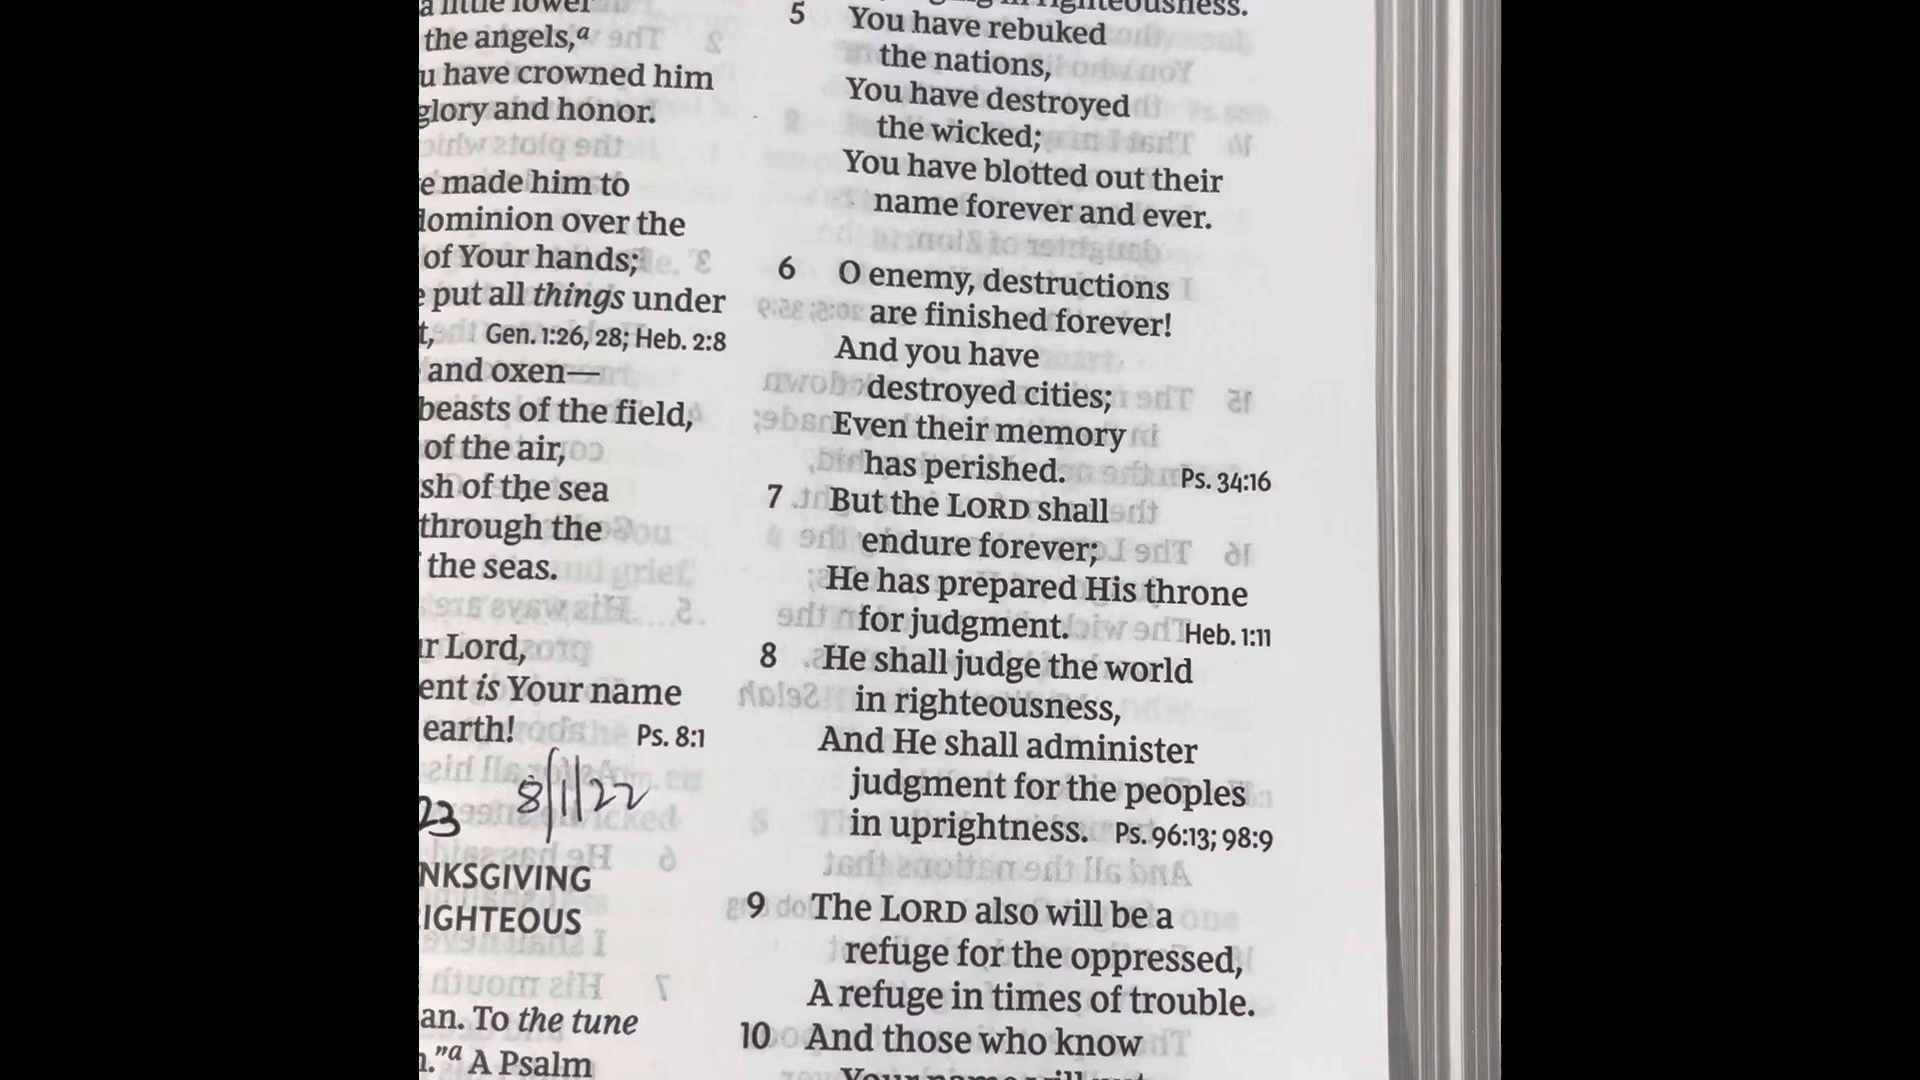 the angels,a
have crowned him
glory and honor.
made him to
dominion over the
of Your hands;
put all things under
Gen. 1:26, 28; Heb. 2:8
and oxen—
beasts of the field,
of the air,
of the sea
through the
the seas.
Lord,
is Your name
earth!
Ps. 8:1
8/1/22
23
an. To the tune
."a A Psalm
righteousness.
5 You have rebuked
the nations,
You have destroyed
the wicked;
You have blotted out their
name forever and ever.
6 O enemy, destructions
are finished forever!
And you have
destroyed cities;
Even their memory
has perished. Ps. 34:16
7 But the LORD shall
endure forever;
He has prepared His throne
for judgment. Heb. 1:11
8 He shall judge the world
in righteousness,
And He shall administer
judgment for the peoples
in uprightness. Ps. 96:13; 98:9
9 The LORD also will be a
refuge for the oppressed,
A refuge in times of trouble.
10 And those who know